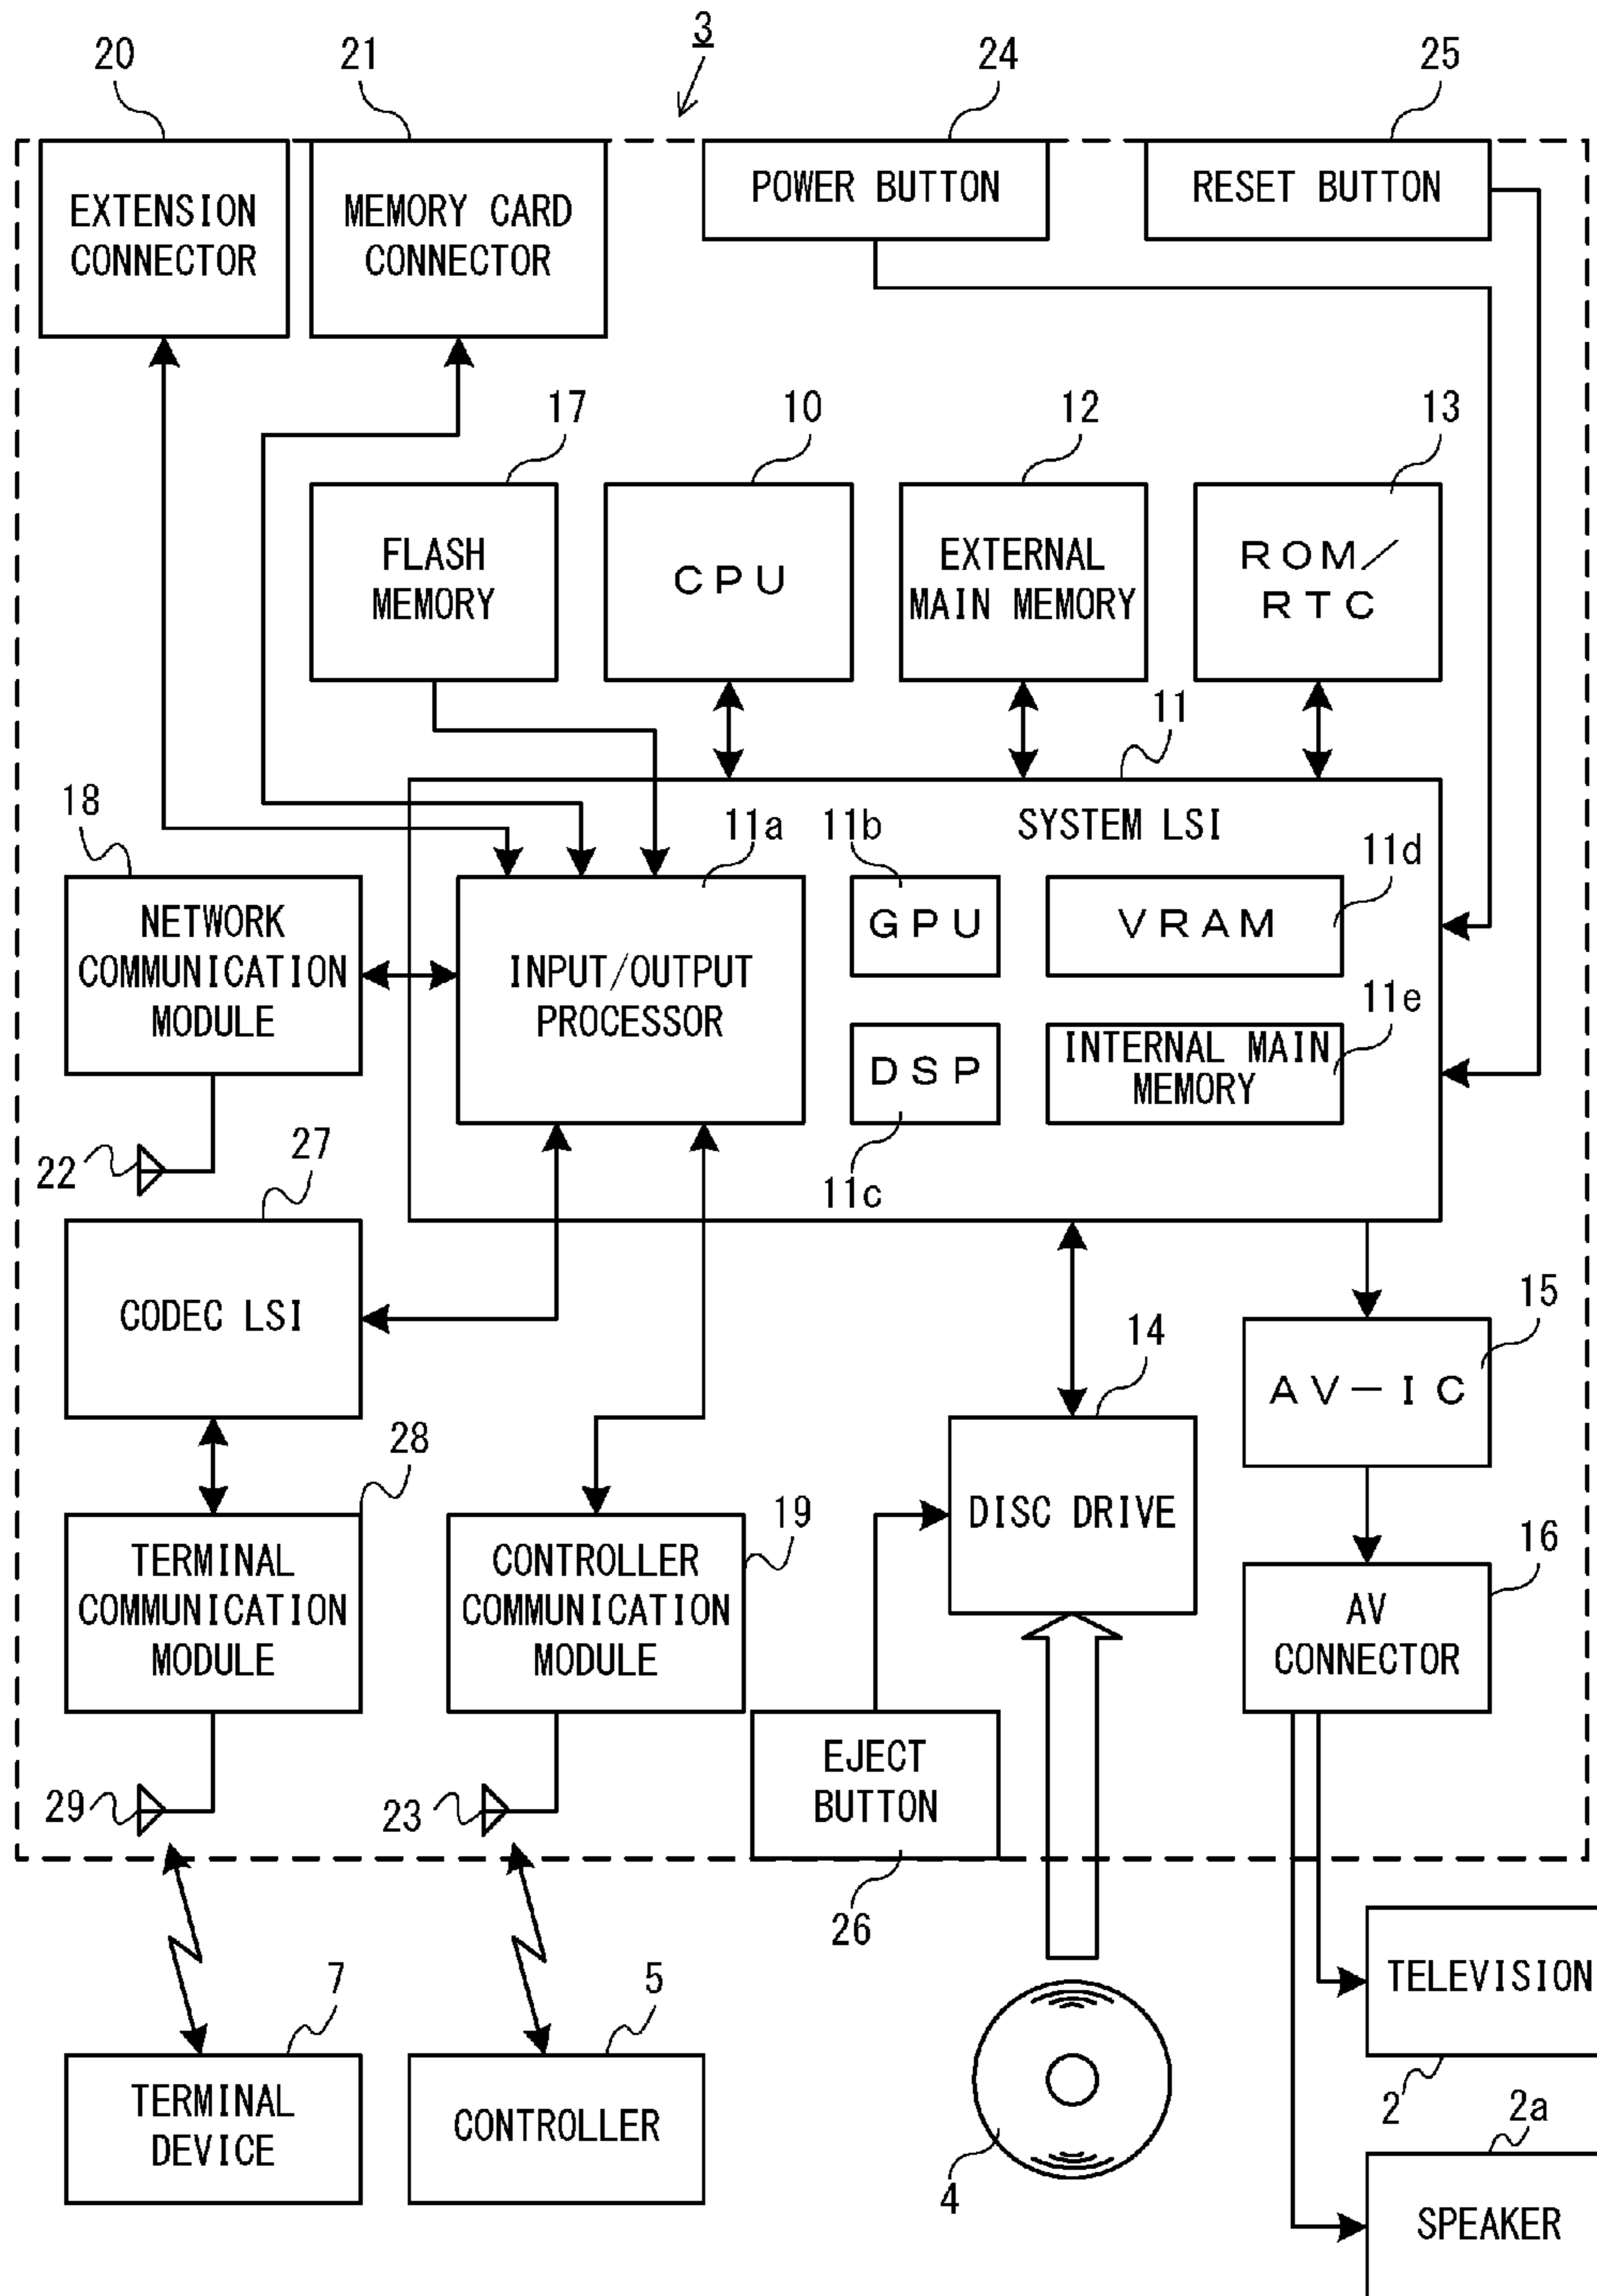 3
20
21
24
25
EXTENSION
CONNECTOR
MEMORY CARD
CONNECTOR
POWER BUTTON
RESET BUTTON
17
10
12
13
FLASH
MEMORY
CPU
EXTERNAL
MAIN MEMORY
ROM/
RTC
11
18
11a
11b
SYSTEM LSI
11d
NETWORK
COMMUNICATION
MODULE
INPUT/OUTPUT
PROCESSOR
GPU
VRAM
11e
DSP
INTERNAL MAIN
MEMORY
22
27
11c
CODEC LSI
14
15
AV-IC
28
19
DISC DRIVE
16
TERMINAL
COMMUNICATION
MODULE
CONTROLLER
COMMUNICATION
MODULE
AV
CONNECTOR
29
23
EJECT
BUTTON
26
7
5
TELEVISION
2
TERMINAL
DEVICE
CONTROLLER
4
2a
SPEAKER